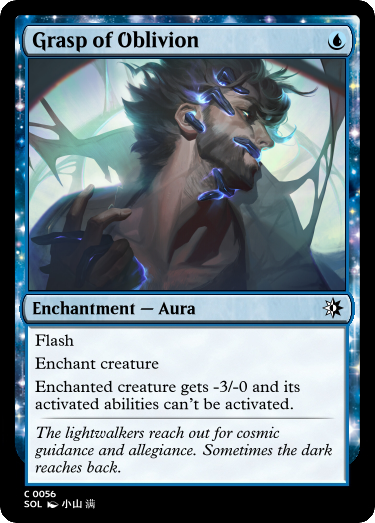 Grasp of Oblivion
Enchantment — Aura
Flash
Enchant creature
Enchanted creature gets -3/-0 and its
activated abilities can't be activated.
The lightwalkers reach out for cosmic
guidance and allegiance. Sometimes the dark
reaches back.
C 0056
SOL 小山 满